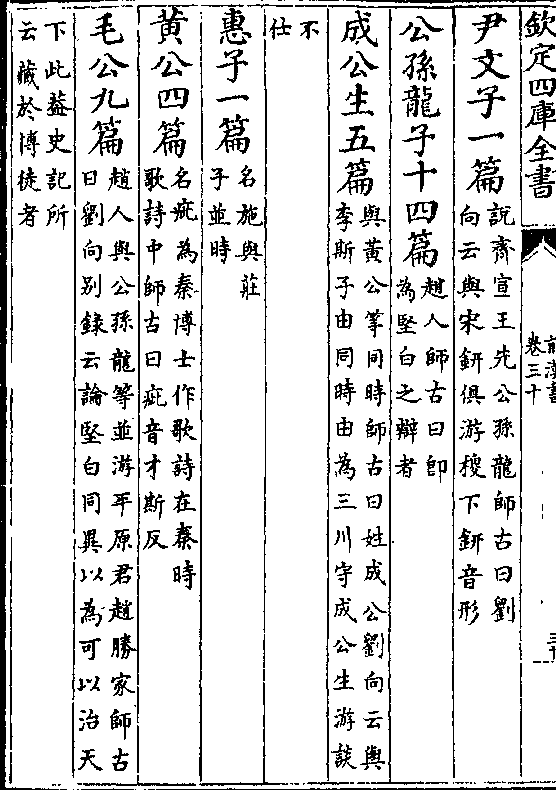 欽定四庫全書
前漢書
卷三十
尹文子一篇
説齊宣王先公孫龍師古曰劉
向云與宋鈃俱游稷下鈃音形
公孫龍子十四篇
趙人師古曰即
為堅白之辯者
成公生五篇
與黃公等同時師古曰姓成公劉向云與
李斯子由同時由為三川守成公生游談
不
仕
惠子一篇
名施與莊
子並時
黃公四篇
名疵為秦博士作歌詩在秦時
歌詩中師古曰疵音才斯反
毛公九篇
趙人與公孫龍等並游平原君趙勝家師古
曰劉向別錄云論堅白同異以為可以治天
下此葢史記所
云藏於博徒者